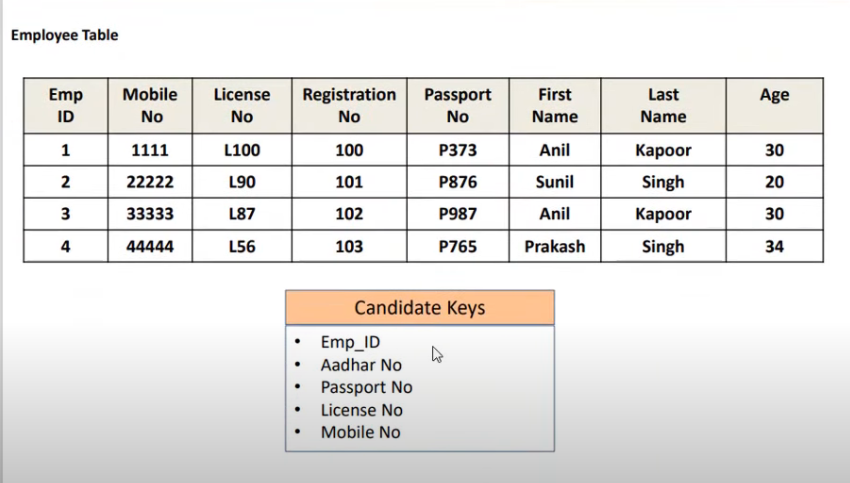 Employee Table
Emp ID Mobile No License No Registration No Passport No First Name Last Name Age
1 1111 L100 100 P373 Anil Kapoor 30
2 22222 L90 101 P876 Sunil Singh 20
3 33333 L87 102 P987 Anil Kapoor 30
4 44444 L56 103 P765 Prakash Singh 34
Candidate Keys
• Emp_ID
• Aadhar No
• Passport No
• License No
• Mobile No